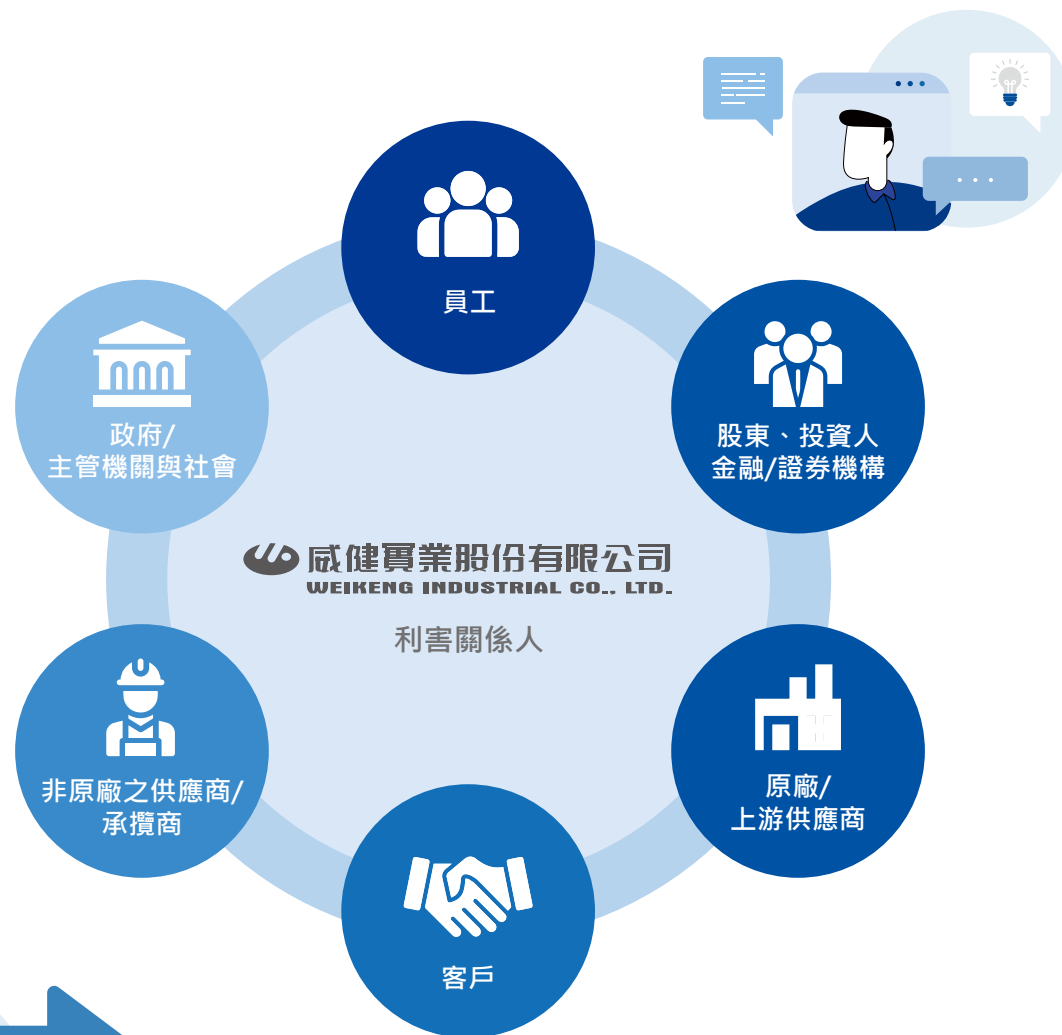 員工
股東、投資人
金融/證券機構
原廠/
上游供應商
客戶
非原廠之供應商/
承攬商
政府/
主管機關與社會
威健實業股份有限公司
WEIKENG INDUSTRIAL CO., LTD.
利害關係人